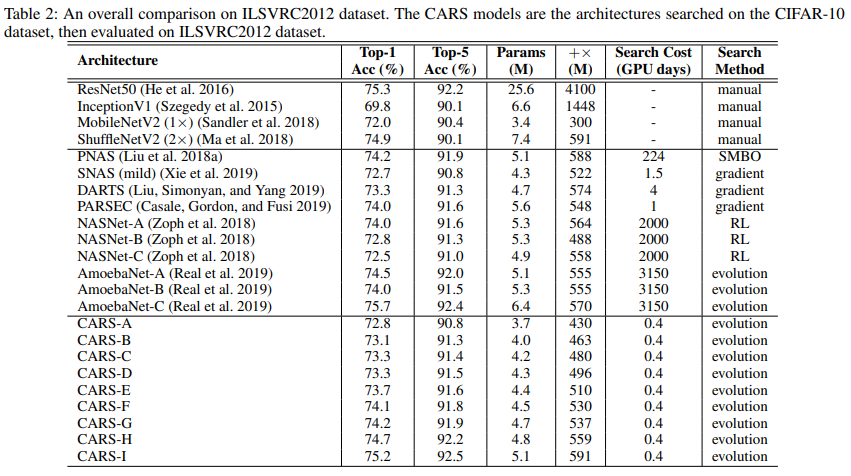 Table 2: An overall comparison on ILSVRC2012 dataset. The CARS models are the architectures searched on the CIFAR-10
dataset, then evaluated on ILSVRC2012 dataset.
Architecture Top-1 Acc (%) Top-5 Acc (%) Params (M) +× (M) Search Cost (GPU days) Search Method
ResNet50 (He et al. 2016) 75.3 92.2 25.6 4100 - manual
InceptionV1 (Szegedy et al. 2015) 69.8 90.1 6.6 1448 - manual
MobileNetV2 (1×) (Sandler et al. 2018) 72.0 90.4 3.4 300 - manual
ShuffleNetV2 (2×) (Ma et al. 2018) 74.9 90.1 7.4 591 - manual
PNAS (Liu et al. 2018a) 74.2 91.9 5.1 588 224 SMBO
SNAS (mild) (Xie et al. 2019) 72.7 90.8 4.3 522 1.5 gradient
DARTS (Liu, Simonyan, and Yang 2019) 73.3 91.3 4.7 574 4 gradient
PARSEC (Casale, Gordon, and Fusi 2019) 74.0 91.6 5.6 548 1 gradient
NASNet-A (Zoph et al. 2018) 74.0 91.6 5.3 564 2000 RL
NASNet-B (Zoph et al. 2018) 72.8 91.3 5.3 488 2000 RL
NASNet-C (Zoph et al. 2018) 72.5 91.0 4.9 558 2000 RL
AmoebaNet-A (Real et al. 2019) 74.5 92.0 5.1 555 3150 evolution
AmoebaNet-B (Real et al. 2019) 74.0 91.5 5.3 555 3150 evolution
AmoebaNet-C (Real et al. 2019) 75.7 92.4 6.4 570 3150 evolution
CARS-A 72.8 90.8 3.7 430 0.4 evolution
CARS-B 73.1 91.3 4.0 463 0.4 evolution
CARS-C 73.3 91.4 4.2 480 0.4 evolution
CARS-D 73.3 91.5 4.3 496 0.4 evolution
CARS-E 73.7 91.6 4.4 510 0.4 evolution
CARS-F 74.1 91.8 4.5 530 0.4 evolution
CARS-G 74.2 91.9 4.7 537 0.4 evolution
CARS-H 74.7 92.2 4.8 559 0.4 evolution
CARS-I 75.2 92.5 5.1 591 0.4 evolution